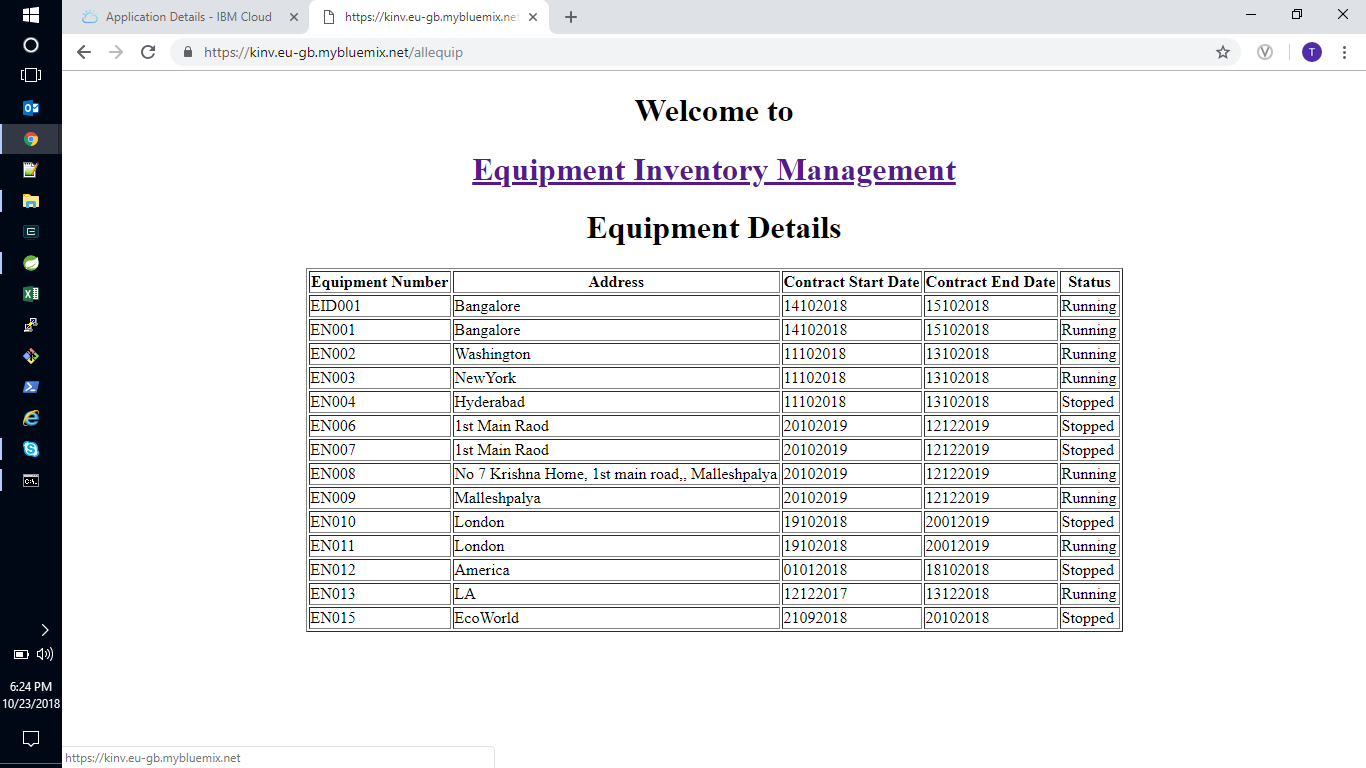 Application Details - IBM Cloud
https://kinv.eu-gb.mybluemix.ne
https://kinv.eu-gb.mybluemix.net/allequip
T
Welcome to
Equipment Inventory Management
Equipment Details
Equipment Number Address Contract Start Date Contract End Date Status
EID001 Bangalore 14102018 15102018 Running
EN001 Bangalore 14102018 15102018 Running
EN002 Washington 11102018 13102018 Running
EN003 NewYork 11102018 13102018 Running
EN004 Hyderabad 11102018 13102018 Stopped
EN006 1st Main Raod 20102019 12122019 Stopped
EN007 1st Main Raod 20102019 12122019 Stopped
EN008 No 7 Krishna Home, 1st main road,, Malleshpalya 20102019 12122019 Running
EN009 Malleshpalya 20102019 12122019 Running
EN010 London 19102018 20012019 Stopped
EN011 London 19102018 20012019 Running
EN012 America 01012018 18102018 Stopped
EN013 LA 12122017 13122018 Running
EN015 EcoWorld 21092018 20102018 Stopped
6:24 PM
10/23/2018
https://kinv.eu-gb.mybluemix.net